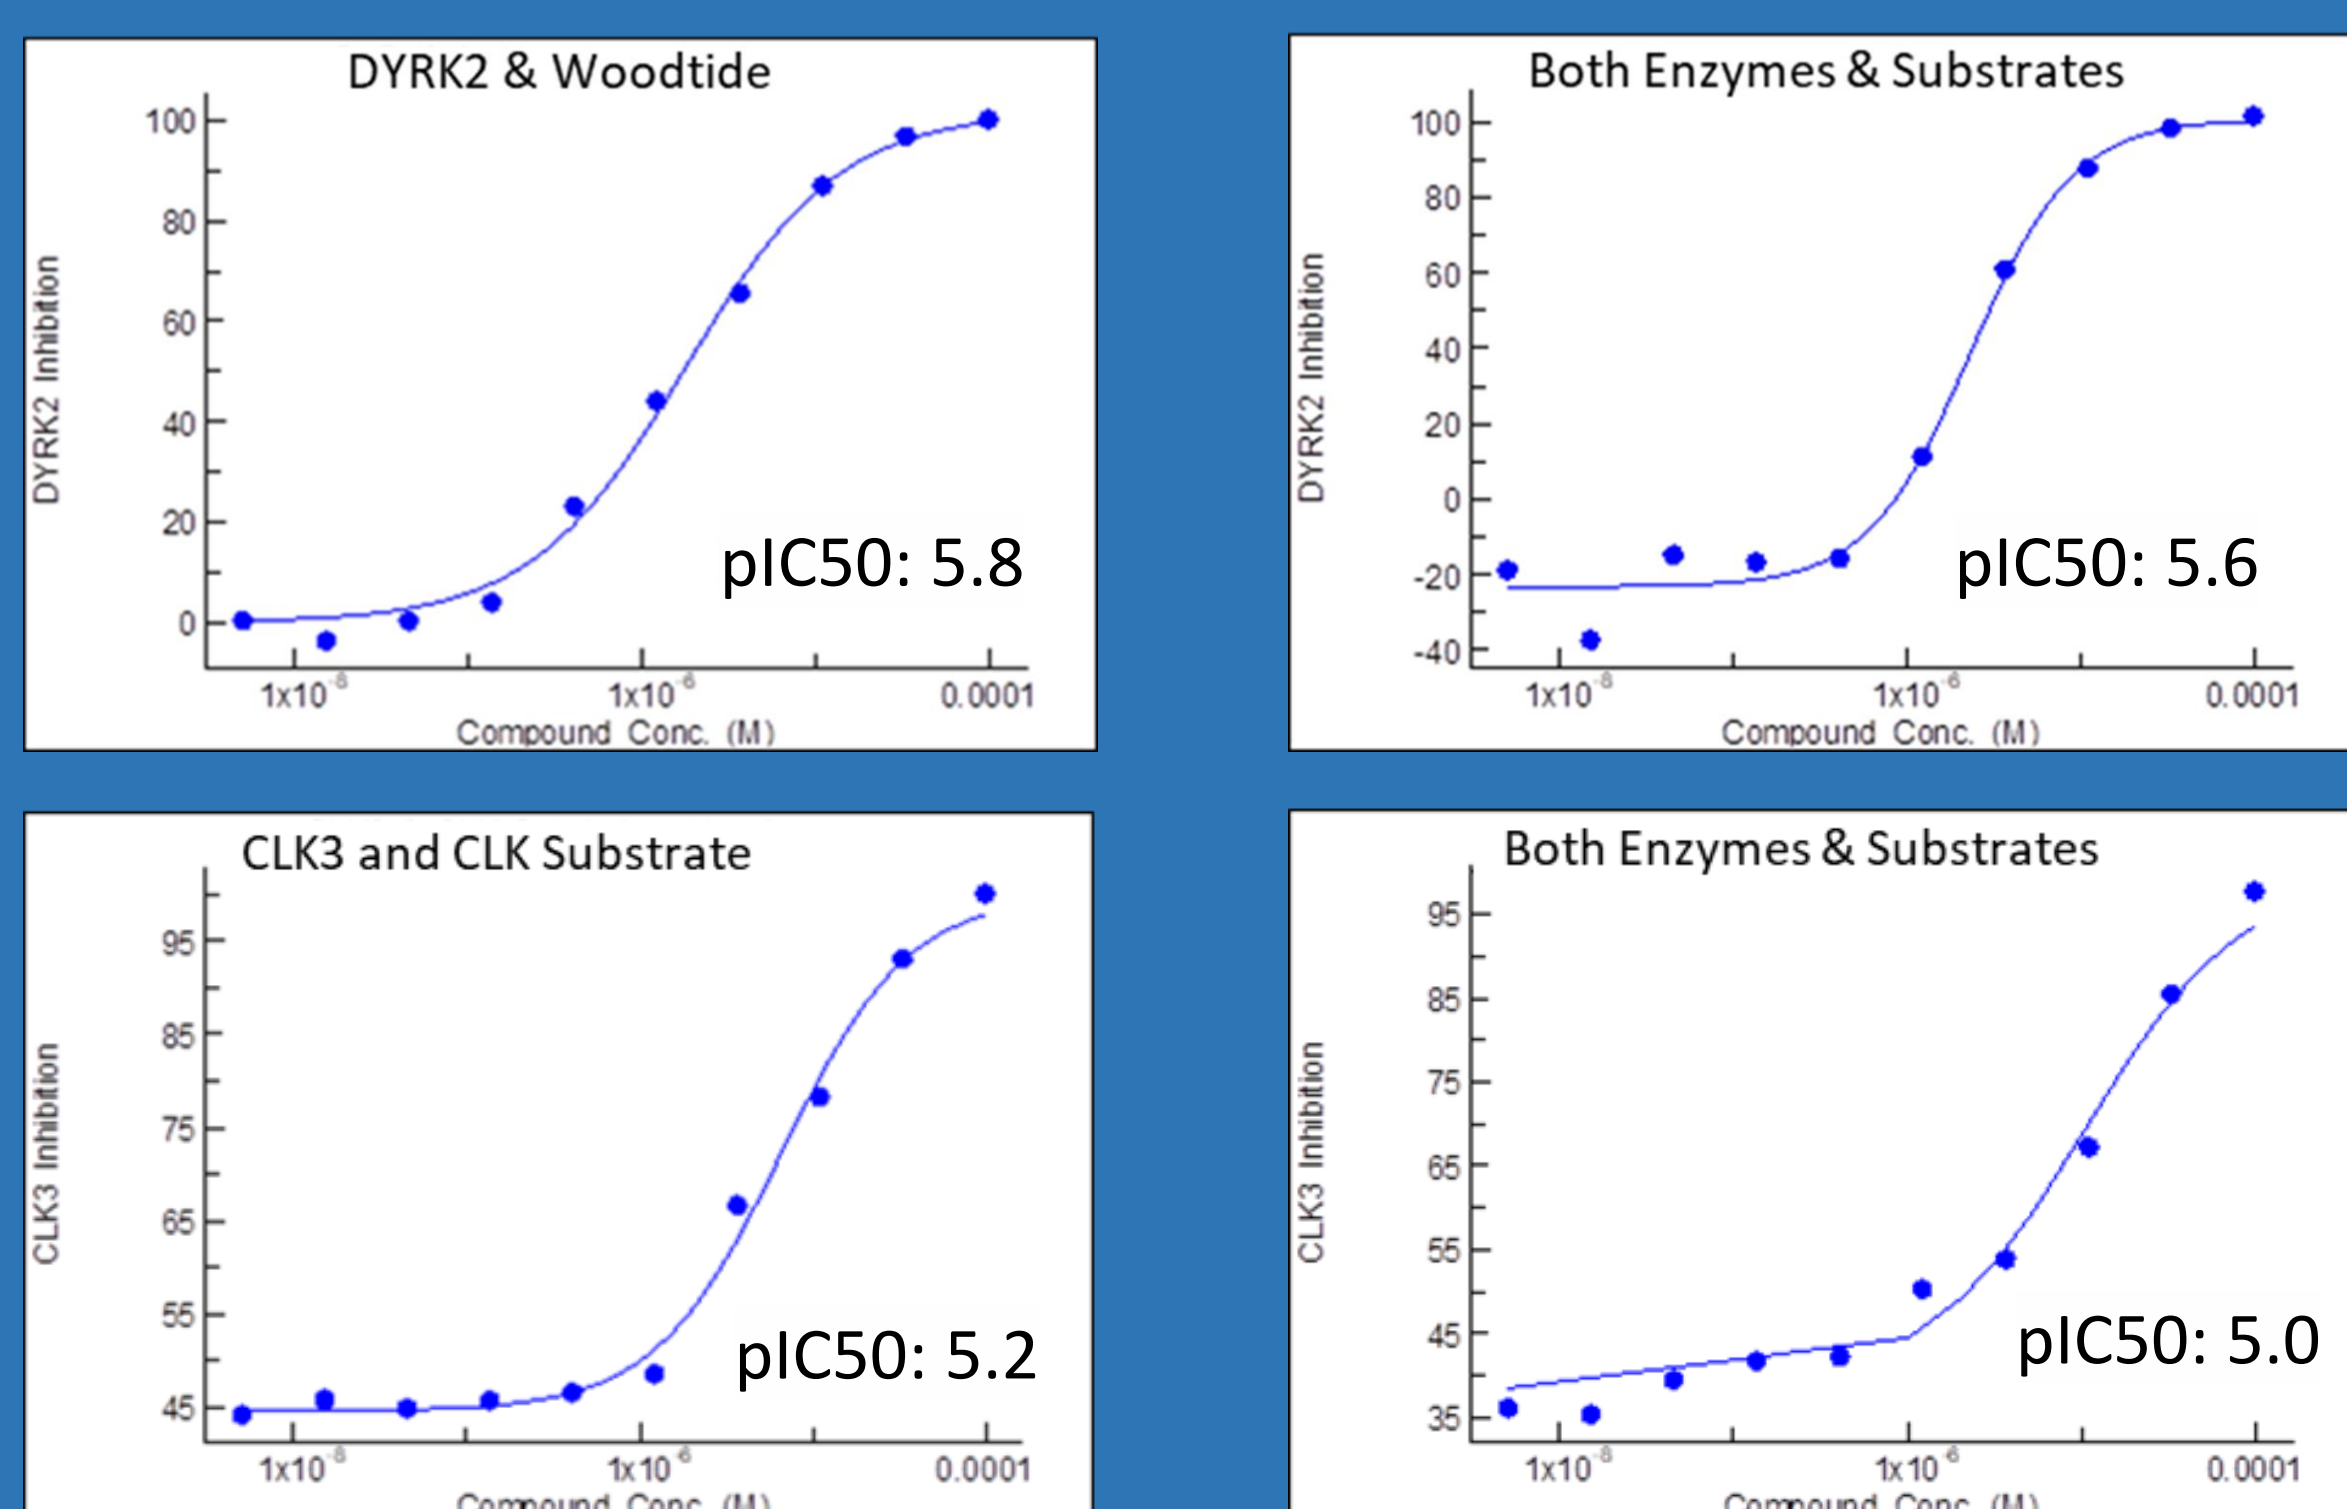 DYRK2 & Woodtide
DYRK2 Inhibition
100
80
60
40
20
0
pIC50: 5.8
1x10⁻⁸ 1x10⁻⁶ 0.0001
Compound Conc. (M)
Both Enzymes & Substrates
DYRK2 Inhibition
100
80
60
40
20
0
-20
-40
pIC50: 5.6
1x10⁻⁸ 1x10⁻⁶ 0.0001
Compound Conc. (M)
CLK3 and CLK Substrate
CLK3 Inhibition
95
85
75
65
55
45
pIC50: 5.2
1x10⁻⁸ 1x10⁻⁶ 0.0001
Compound Conc. (M)
Both Enzymes & Substrates
CLK3 Inhibition
95
85
75
65
55
45
35
pIC50: 5.0
1x10⁻⁸ 1x10⁻⁶ 0.0001
Compound Conc. (M)